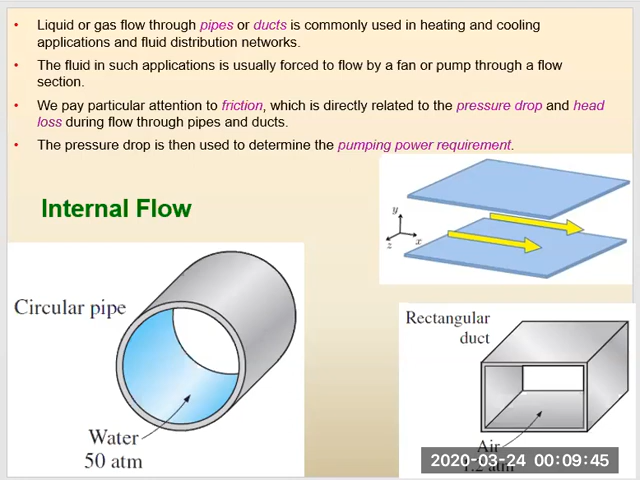 • Liquid or gas flow through pipes or ducts is commonly used in heating and cooling
applications and fluid distribution networks.
• The fluid in such applications is usually forced to flow by a fan or pump through a flow
section.
• We pay particular attention to friction, which is directly related to the pressure drop and head
loss during flow through pipes and ducts.
• The pressure drop is then used to determine the pumping power requirement.
Internal Flow
y
x
z
Circular pipe
Water
50 atm
Rectangular
duct
Air
2020-03-24 00:09:45